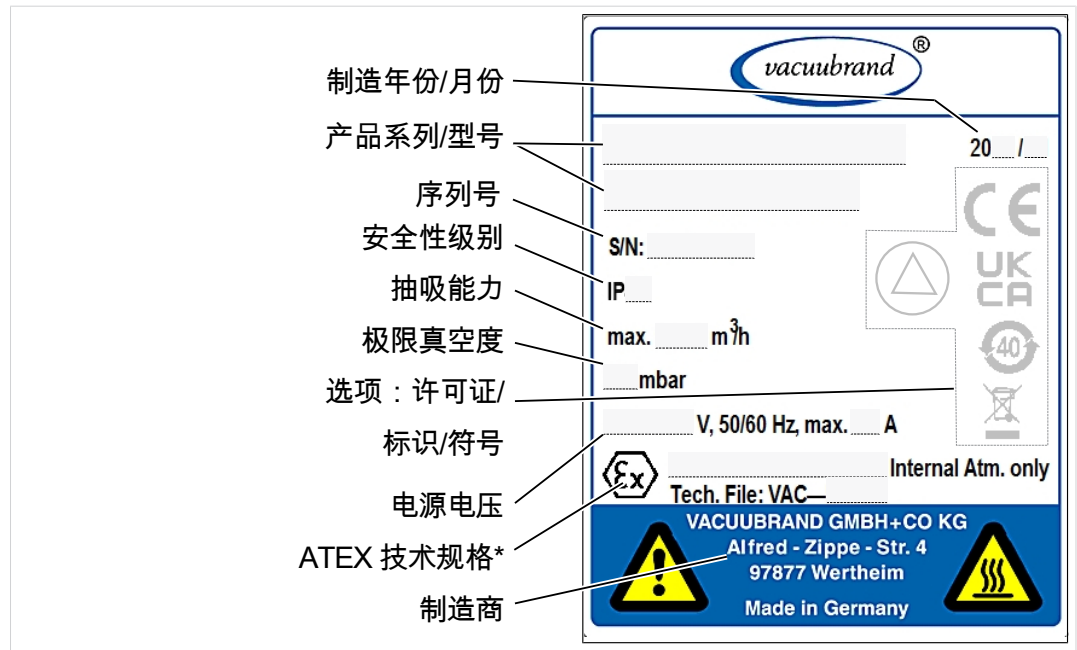 制造年份/月份
产品系列/型号
序列号
安全性级别
抽吸能力
极限真空度
选项：许可证/
标识/符号
电源电压
ATEX 技术规格*
制造商
vacuubrand ®
20 /
S/N:
IP
max. m³/h
mbar
V, 50/60 Hz, max. A
Internal Atm. only
Tech. File: VAC—
CE
UK
CA
40
Ex
VACUUBRAND GMBH+CO KG
Alfred - Zippe - Str. 4
97877 Wertheim
Made in Germany